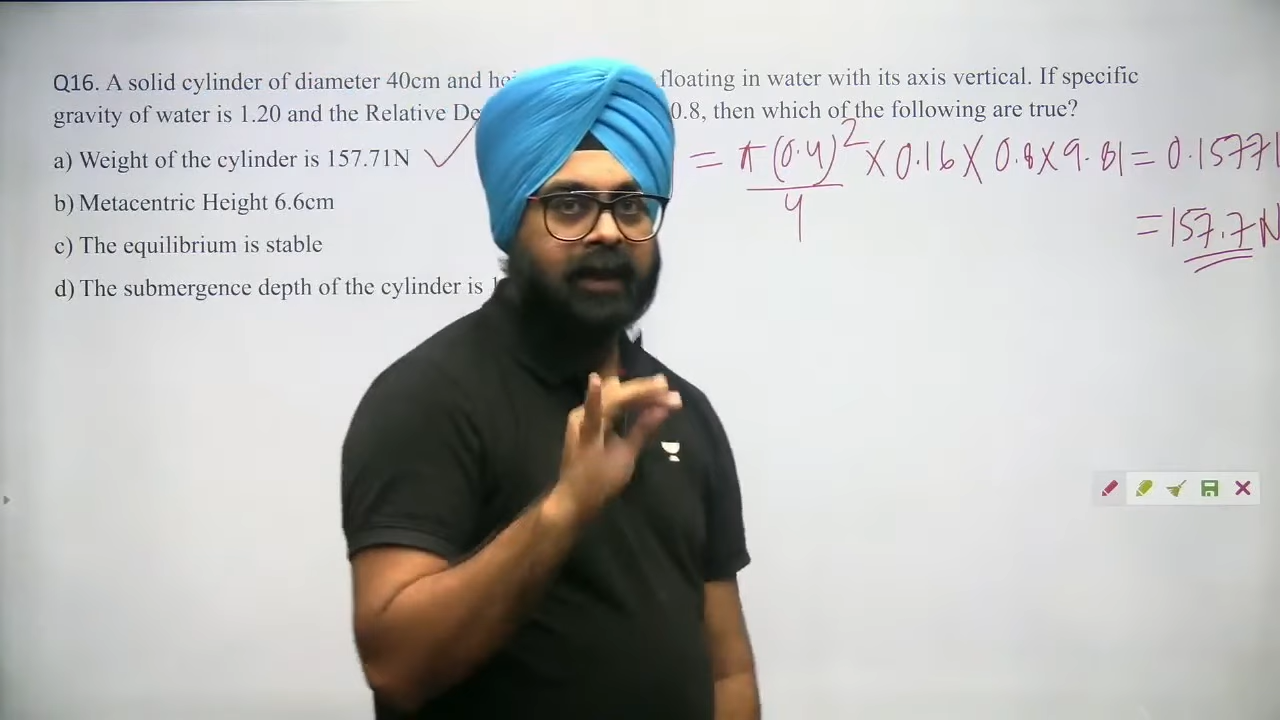 Q16. A solid cylinder of diameter 40cm and floating in water with its axis vertical. If specific
gravity of water is 1.20 and the Relative 0.8, then which of the following are true?
a) Weight of the cylinder is 157.71N
= π(0.4)² × 0.16 × 0.8 × 9.81 = 0.1577
4
b) Metacentric Height 6.6cm
= 157.7 N
c) The equilibrium is stable
d) The submergence depth of the cylinder is